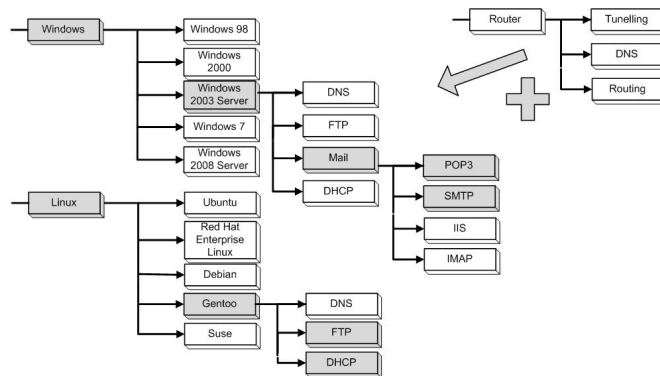 Windows
Windows 98
Windows
2000
Windows
2003 Server
Windows 7
Windows
2008 Server
DNS
FTP
Mail
DHCP
POP3
SMTP
IIS
IMAP
Router
Tunelling
DNS
Routing
Linux
Ubuntu
Red Hat
Enterprise
Linux
Debian
Gentoo
Suse
DNS
FTP
DHCP